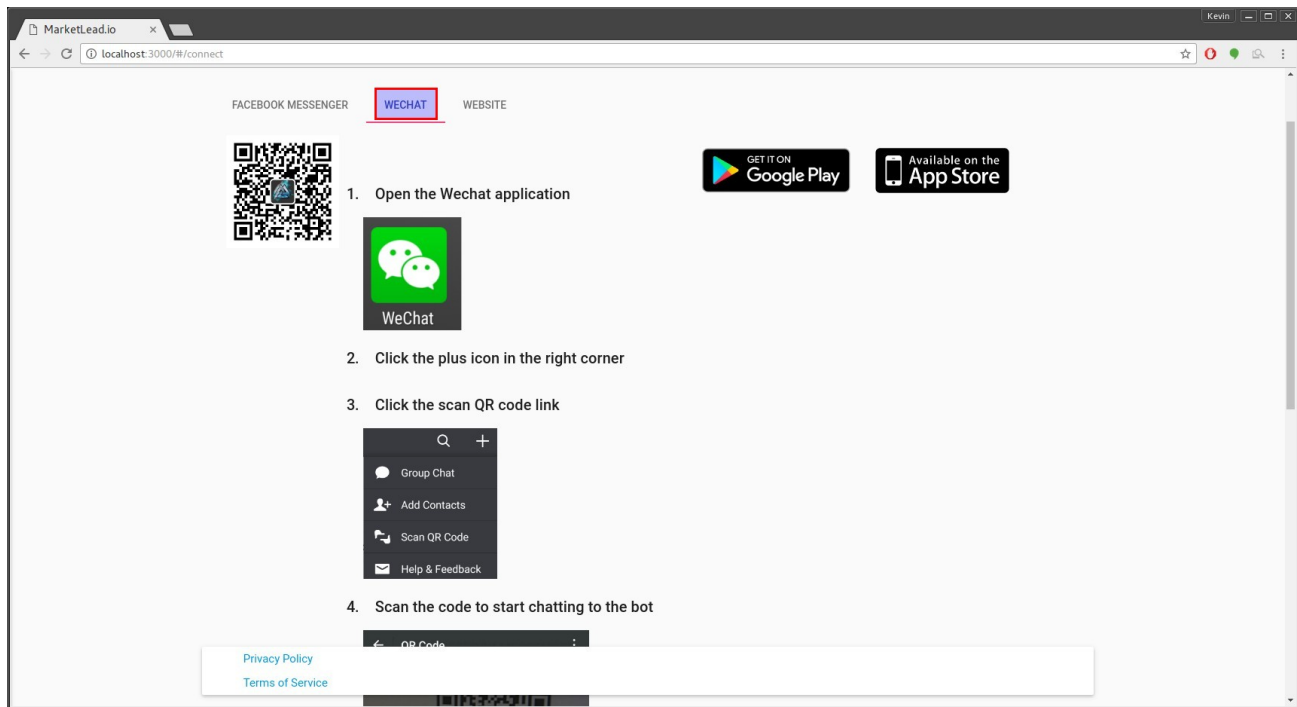 MarketLead.io
Kevin
localhost:3000/#/connect
FACEBOOK MESSENGER WECHAT WEBSITE
GET IT ON
Google Play
Available on the
App Store
1. Open the Wechat application
WeChat
2. Click the plus icon in the right corner
3. Click the scan QR code link
Group Chat
Add Contacts
Scan QR Code
Help & Feedback
4. Scan the code to start chatting to the bot
QR Code
Privacy Policy
Terms of Service